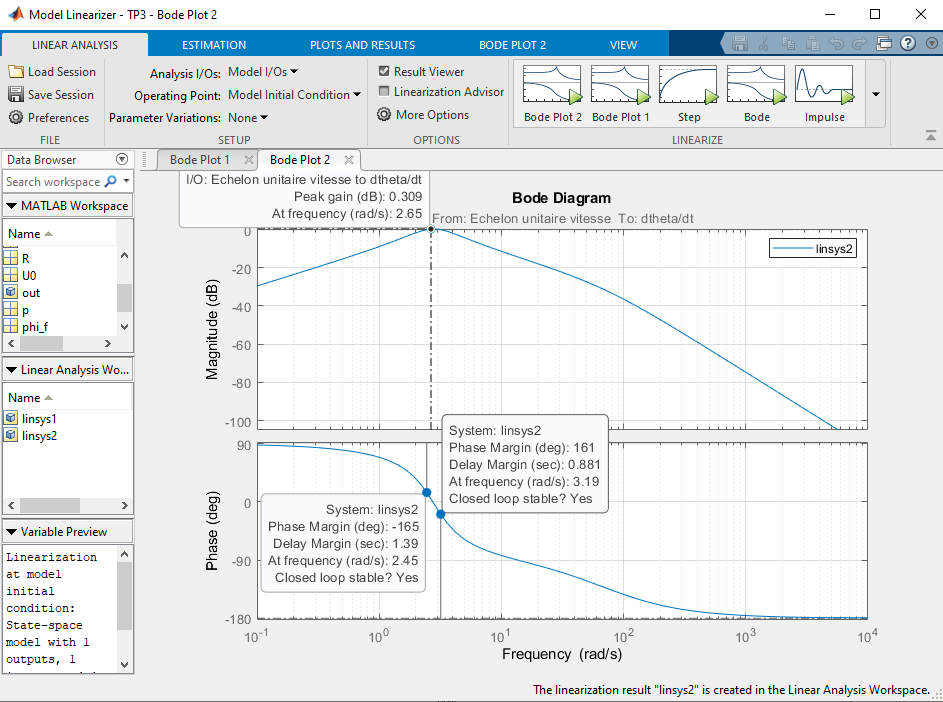 Model Linearizer - TP3 - Bode Plot 2
LINEAR ANALYSIS
ESTIMATION
PLOTS AND RESULTS
BODE PLOT 2
VIEW
Load Session
Save Session
Preferences
FILE
Analysis I/Os: Model I/Os
Operating Point: Model Initial Condition
Parameter Variations: None
SETUP
Result Viewer
Linearization Advisor
More Options
OPTIONS
Bode Plot 2
Bode Plot 1
Step
Bode
Impulse
LINEARIZE
Data Browser
Search workspace
MATLAB Workspace
Name
R
U0
out
p
phi_f
Linear Analysis Wo...
Name
linsys1
linsys2
Variable Preview
Linearization
at model
initial
condition:
State-space
model with 1
outputs, 1
Bode Plot 1
Bode Plot 2
I/O: Echelon unitaire vitesse to dtheta/dt
Peak gain (dB): 0.309
At frequency (rad/s): 2.65
Bode Diagram
From: Echelon unitaire vitesse To: dtheta/dt
linsys2
Magnitude (dB)
0
-20
-40
-60
-80
-100
System: linsys2
Phase Margin (deg): 161
Delay Margin (sec): 0.881
At frequency (rad/s): 3.19
Closed loop stable? Yes
System: linsys2
Phase Margin (deg): -165
Delay Margin (sec): 1.39
At frequency (rad/s): 2.45
Closed loop stable? Yes
Phase (deg)
90
0
-90
-180
10^-1 10^0 10^1 10^2 10^3 10^4
Frequency (rad/s)
The linearization result "linsys2" is created in the Linear Analysis Workspace.